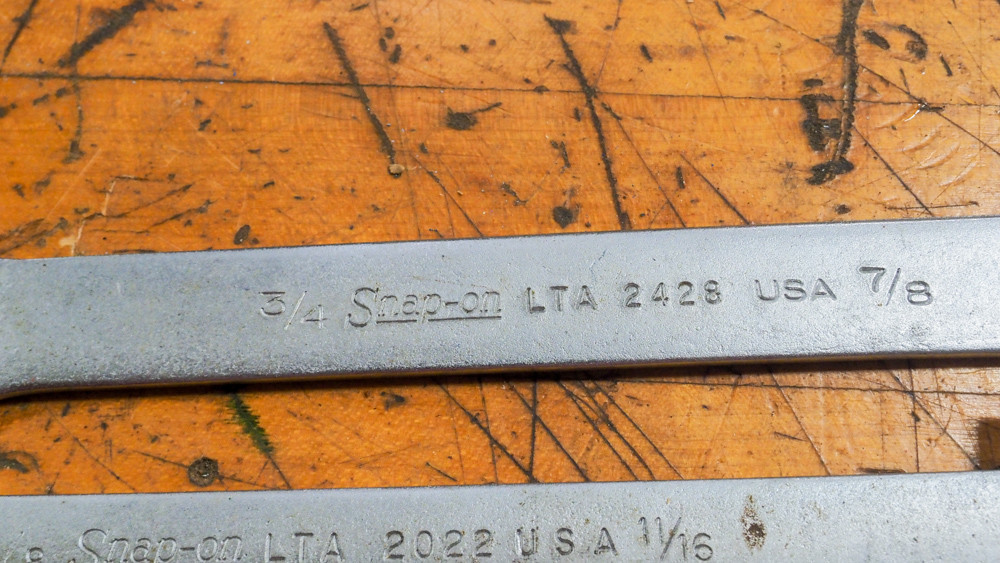 3/4 Snap-on LTA 2428 USA 7/8
Snap-on LTA 2022 USA 11/16